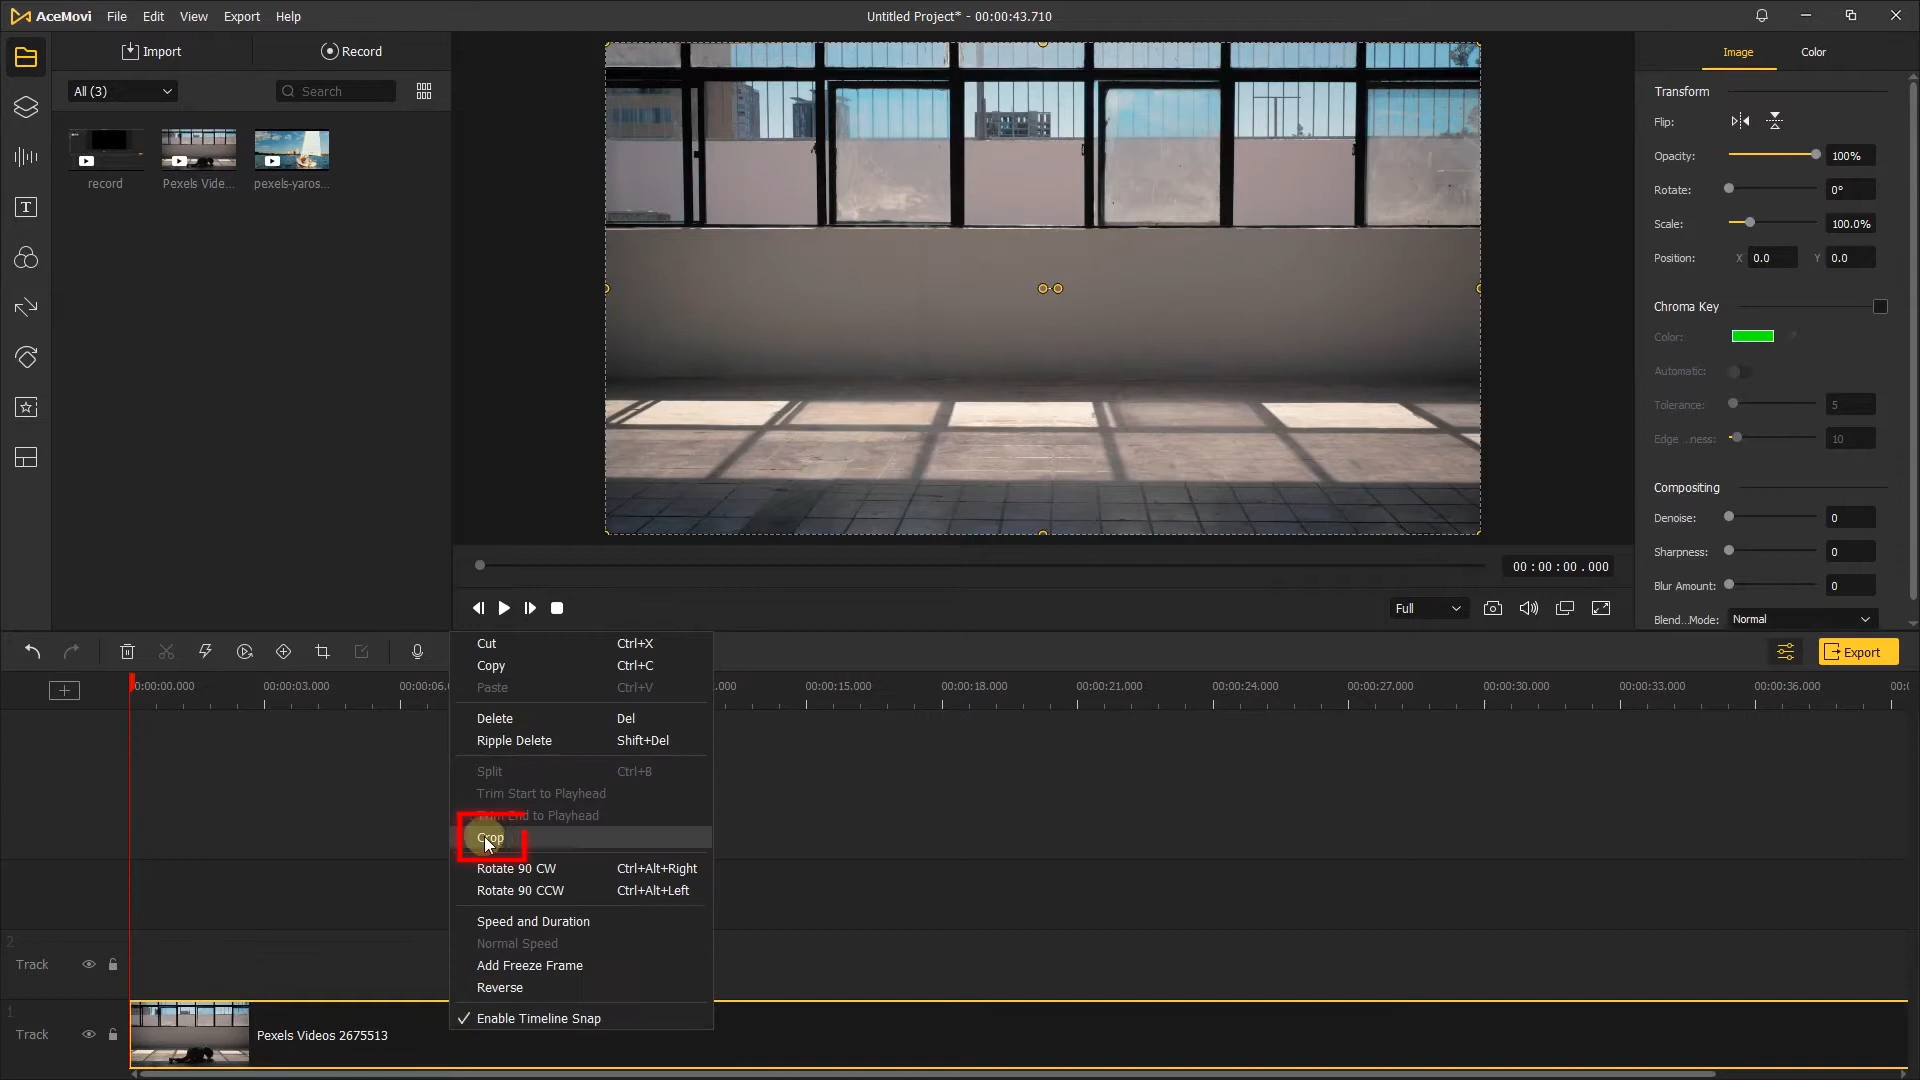 AceMovi File Edit View Export Help
Untitled Project* - 00:00:43.710
Import
Record
All (3)
Search
record
Pexels Vide...
pexels-yaros...
Image
Color
Transform
Flip:
Opacity:
100%
Rotate:
0°
Scale:
100.0%
Position:
X 0.0
Y 0.0
Chroma Key
Color:
Automatic:
Tolerance:
5
Edge ...ness:
10
Compositing
Denoise:
0
Sharpness:
0
Blur Amount:
0
Blend...Mode:
Normal
00:00:00.000
Full
Export
Cut Ctrl+X
Copy Ctrl+C
Paste Ctrl+V
Delete Del
Ripple Delete Shift+Del
Split Ctrl+B
Trim Start to Playhead
Trim End to Playhead
Crop
Rotate 90 CW Ctrl+Alt+Right
Rotate 90 CCW Ctrl+Alt+Left
Speed and Duration
Normal Speed
Add Freeze Frame
Reverse
Enable Timeline Snap
0:00:00.000 00:00:03.000 00:00:06. .000 00:00:15.000 00:00:18.000 00:00:21.000 00:00:24.000 00:00:27.000 00:00:30.000 00:00:33.000 00:00:36.000 00:0
2
Track
1
Track
Pexels Videos 2675513